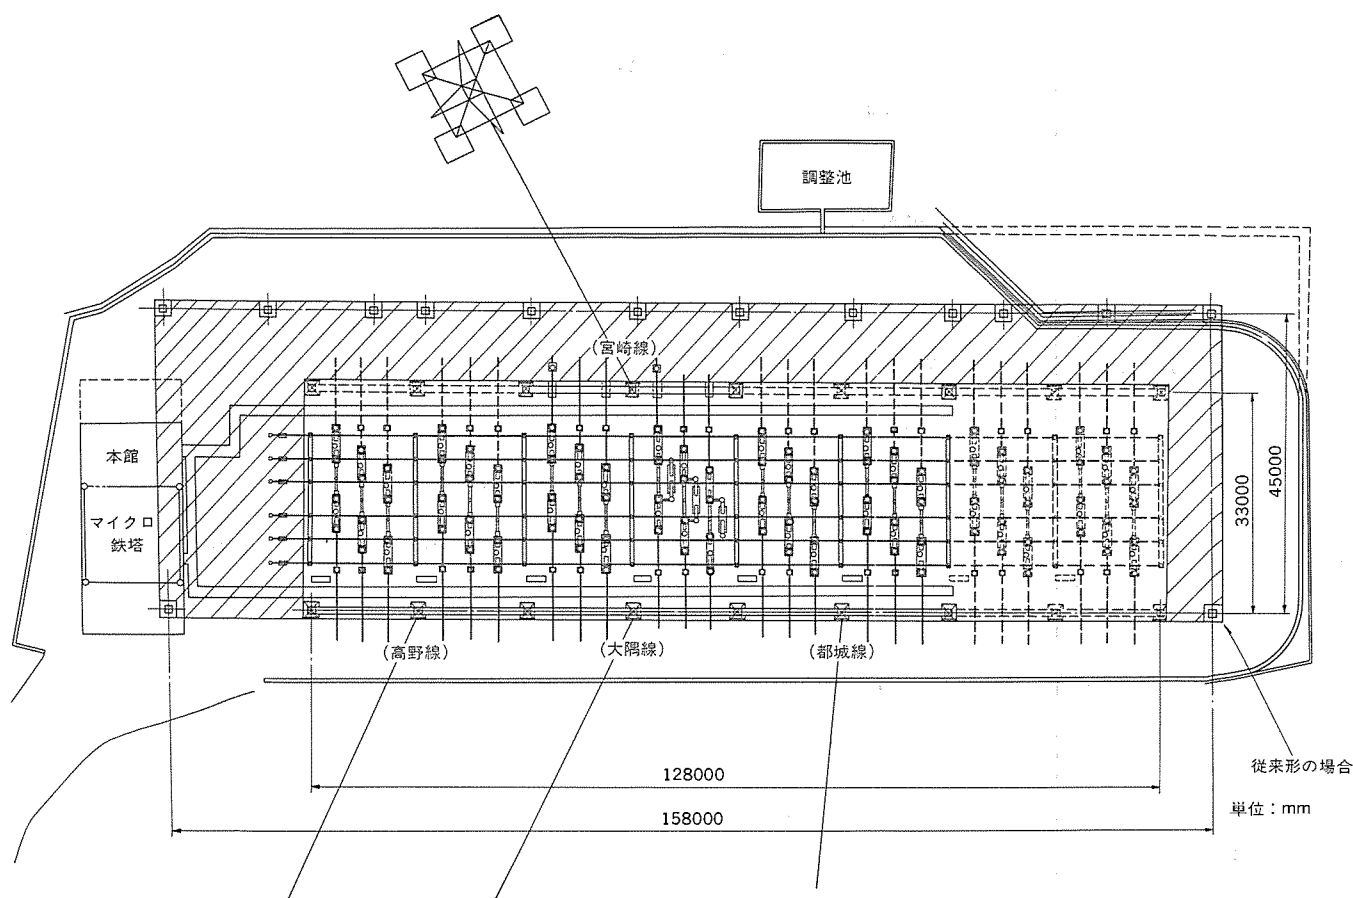 調整池
(宮崎線)
本館
マイクロ
鉄塔
33000
45000
(高野線)
(大隅線)
(都城線)
128000
従来形の場合
158000
単位:mm